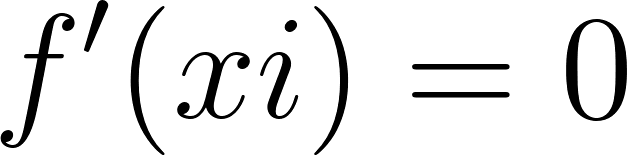 f′(xi) = 0